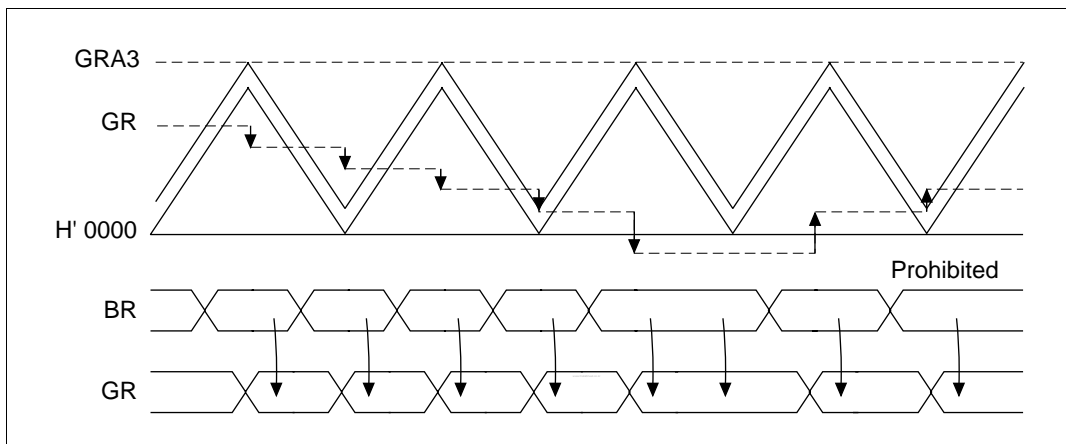 GRA3
GR
H' 0000
Prohibited
BR
GR